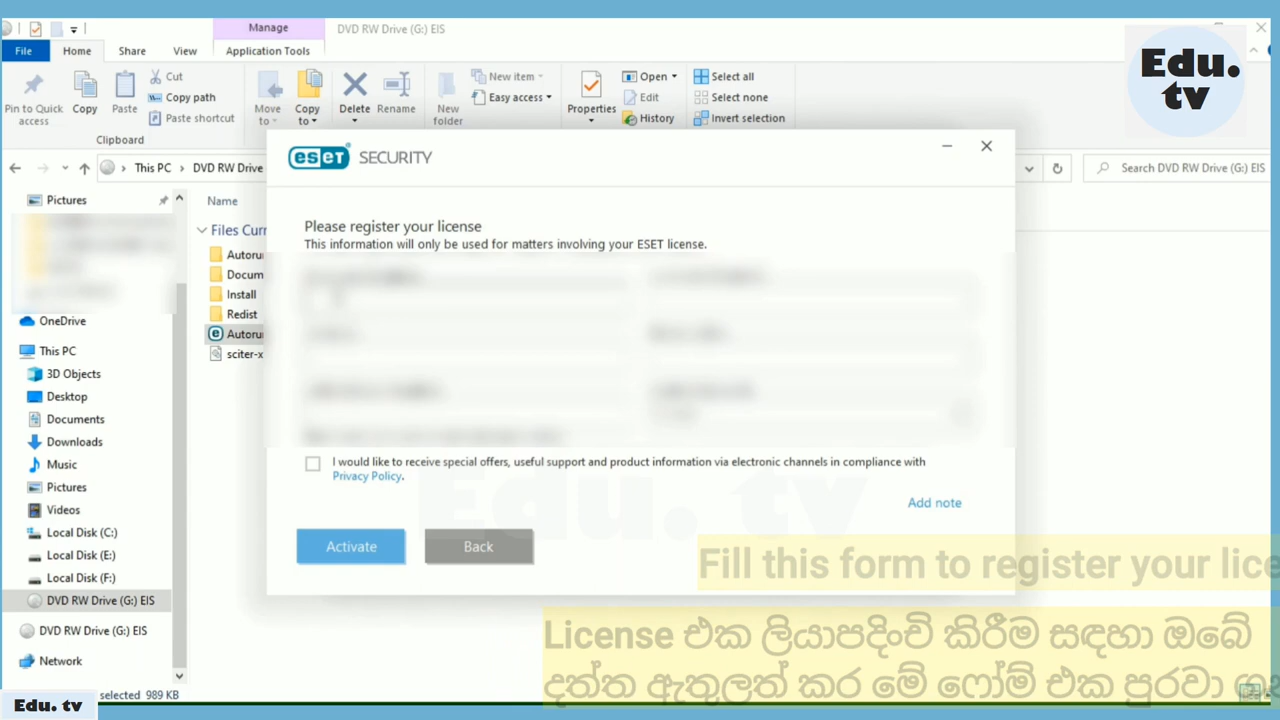 Manage
DVD RW Drive (G:) EIS
File
Home
Share
View
Application Tools
Edu.
tv
Pin to Quick
access
Copy
Paste
Cut
Copy path
Paste shortcut
Clipboard
Move
to
Copy
to
Delete
Rename
New
folder
New item
Easy access
Properties
Open
Edit
History
Select all
Select none
Invert selection
This PC
DVD RW Drive
Search DVD RW Drive (G:) EIS
eseT SECURITY
Pictures
Name
Files Curr
Autoru
Docum
Install
Redist
Autoru
sciter-x
Please register your license
This information will only be used for matters involving your ESET license.
OneDrive
This PC
3D Objects
Desktop
Documents
Downloads
Music
Pictures
Videos
Local Disk (C:)
Local Disk (E:)
Local Disk (F:)
DVD RW Drive (G:) EIS
DVD RW Drive (G:) EIS
Network
I would like to receive special offers, useful support and product information via electronic channels in compliance with
Privacy Policy.
Add note
Activate
Back
Edu. tv
Fill this form to register your lice
License එක ලියාපදිංචි කිරීම සඳහා ඔබේ
දත්ත ඇතුලත් කර මේ ෆෝම් එක පුරවා
selected 989 KB
Edu. tv